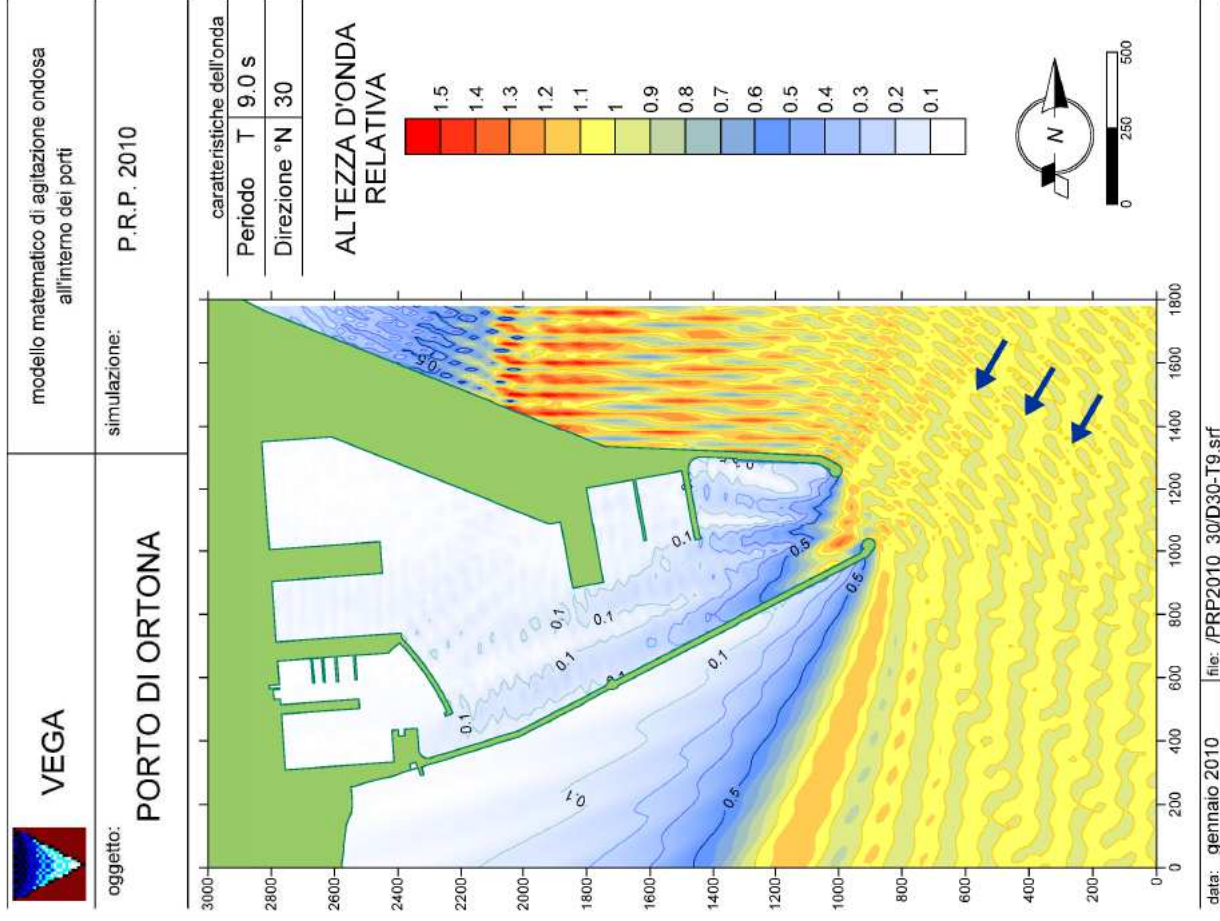 VEGA
oggetto:
PORTO DI ORTONA
modello matematico di agitazione ondosa
all'interno dei porti
simulazione:
P.R.P. 2010
caratteristiche dell'onda
Periodo T 9.0 s
Direzione °N 30
ALTEZZA D'ONDA
RELATIVA
1.5
1.4
1.3
1.2
1.1
1
0.9
0.8
0.7
0.6
0.5
0.4
0.3
0.2
0.1
N
0 250 500
3000
2800
2600
2400
2200
2000
1800
1600
1400
1200
1000
800
600
400
200
0
0 200 400 600 800 1000 1200 1400 1600 1800
0.5
0.1
0.1
0.1
0.1
0.1
0.1
0.5
0.5
0.1
0.1
0.5
data: gennaio 2010
file: /PRP2010_30/D30-T9.srf